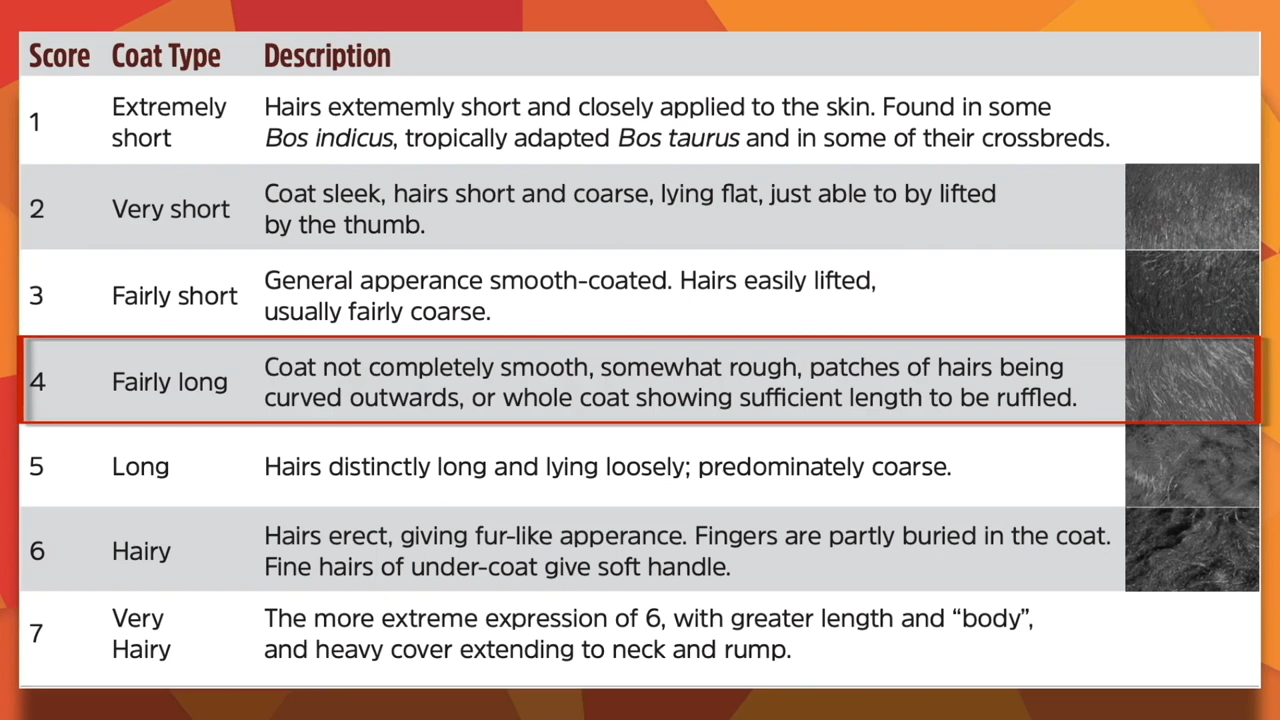 Score Coat Type Description
1 Extremely short Hairs extememly short and closely applied to the skin. Found in some
Bos indicus, tropically adapted Bos taurus and in some of their crossbreds.
2 Very short Coat sleek, hairs short and coarse, lying flat, just able to by lifted
by the thumb.
3 Fairly short General apperance smooth-coated. Hairs easily lifted,
usually fairly coarse.
4 Fairly long Coat not completely smooth, somewhat rough, patches of hairs being
curved outwards, or whole coat showing sufficient length to be ruffled.
5 Long Hairs distinctly long and lying loosely; predominately coarse.
6 Hairy Hairs erect, giving fur-like apperance. Fingers are partly buried in the coat.
Fine hairs of under-coat give soft handle.
7 Very Hairy The more extreme expression of 6, with greater length and “body”,
and heavy cover extending to neck and rump.